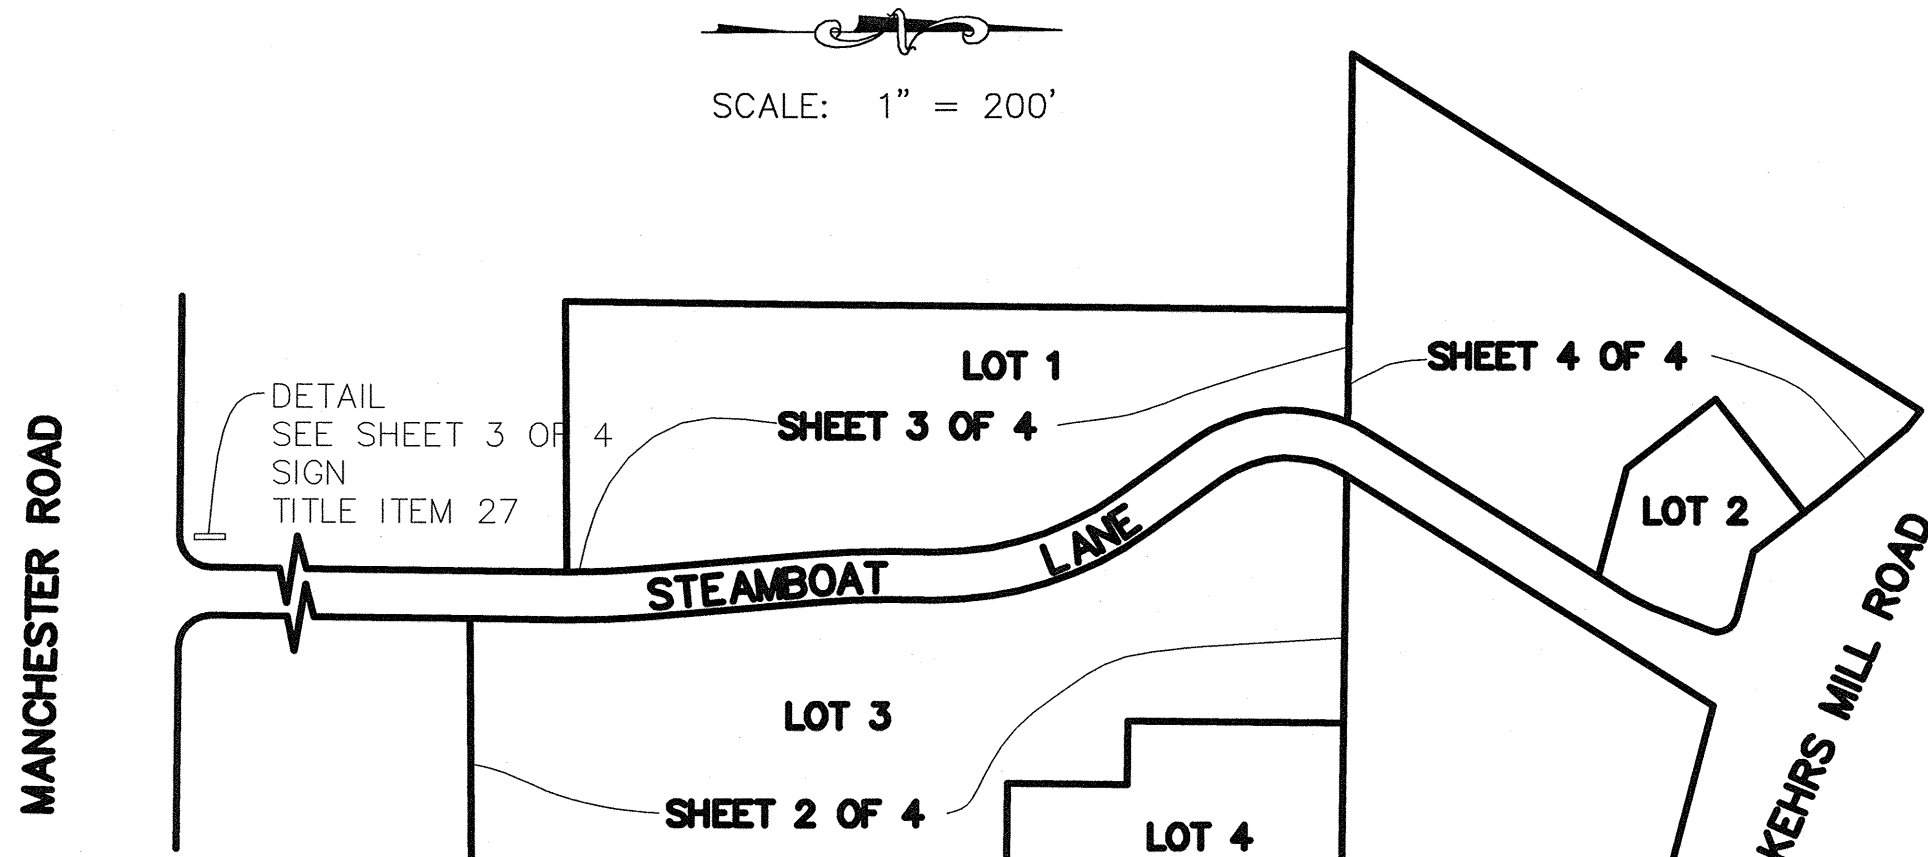 SCALE: 1" = 200'
LOT 1
SHEET 4 OF 4
DETAIL
SEE SHEET 3 OF 4
SIGN
TITLE ITEM 27
SHEET 3 OF 4
MANCHESTER ROAD
LOT 2
STEAMBOAT LANE
KEHRS MILL ROAD
LOT 3
SHEET 2 OF 4
LOT 4